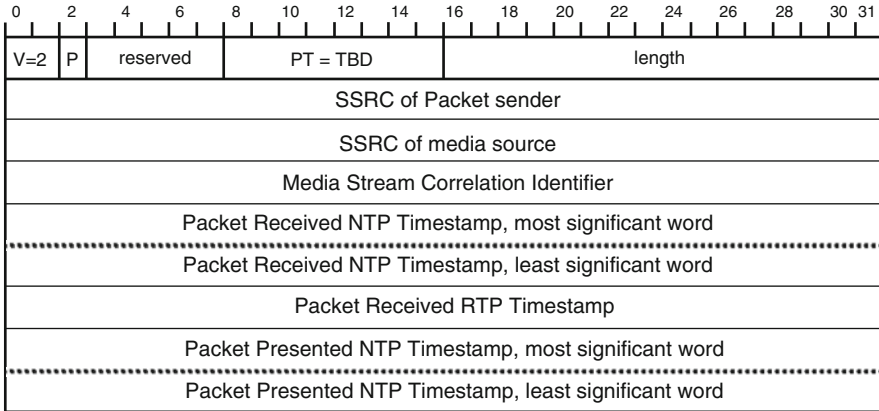 0 2 4 6 8 10 12 14 16 18 20 22 24 26 28 30 31
V=2 P reserved PT = TBD length
SSRC of Packet sender
SSRC of media source
Media Stream Correlation Identifier
Packet Received NTP Timestamp, most significant word
Packet Received NTP Timestamp, least significant word
Packet Received RTP Timestamp
Packet Presented NTP Timestamp, most significant word
Packet Presented NTP Timestamp, least significant word